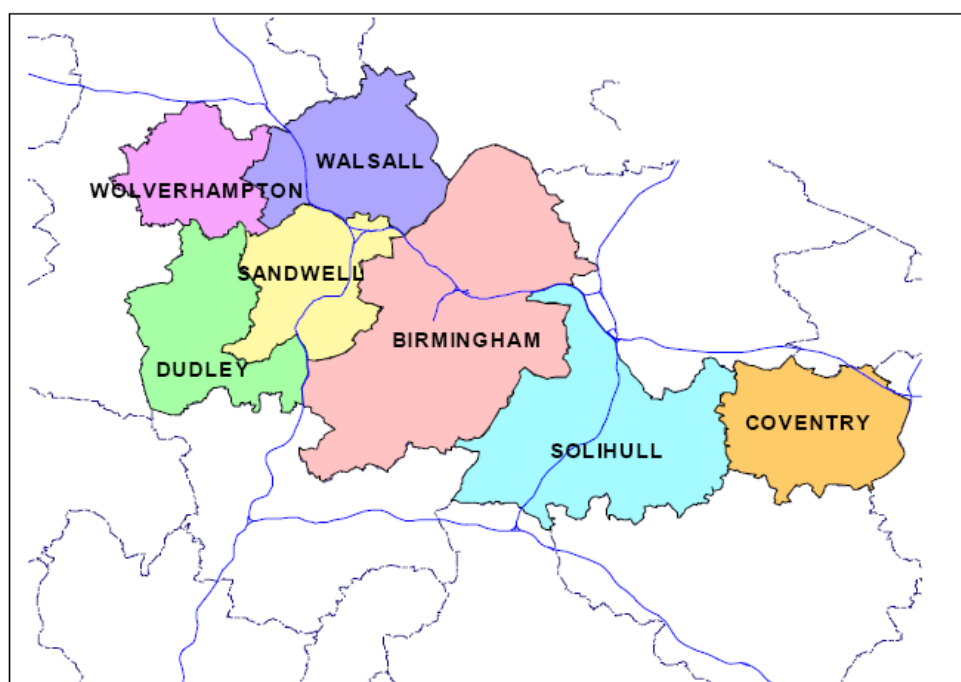 WALSALL
WOLVERHAMPTON
SANDWELL
BIRMINGHAM
DUDLEY
COVENTRY
SOLIHULL